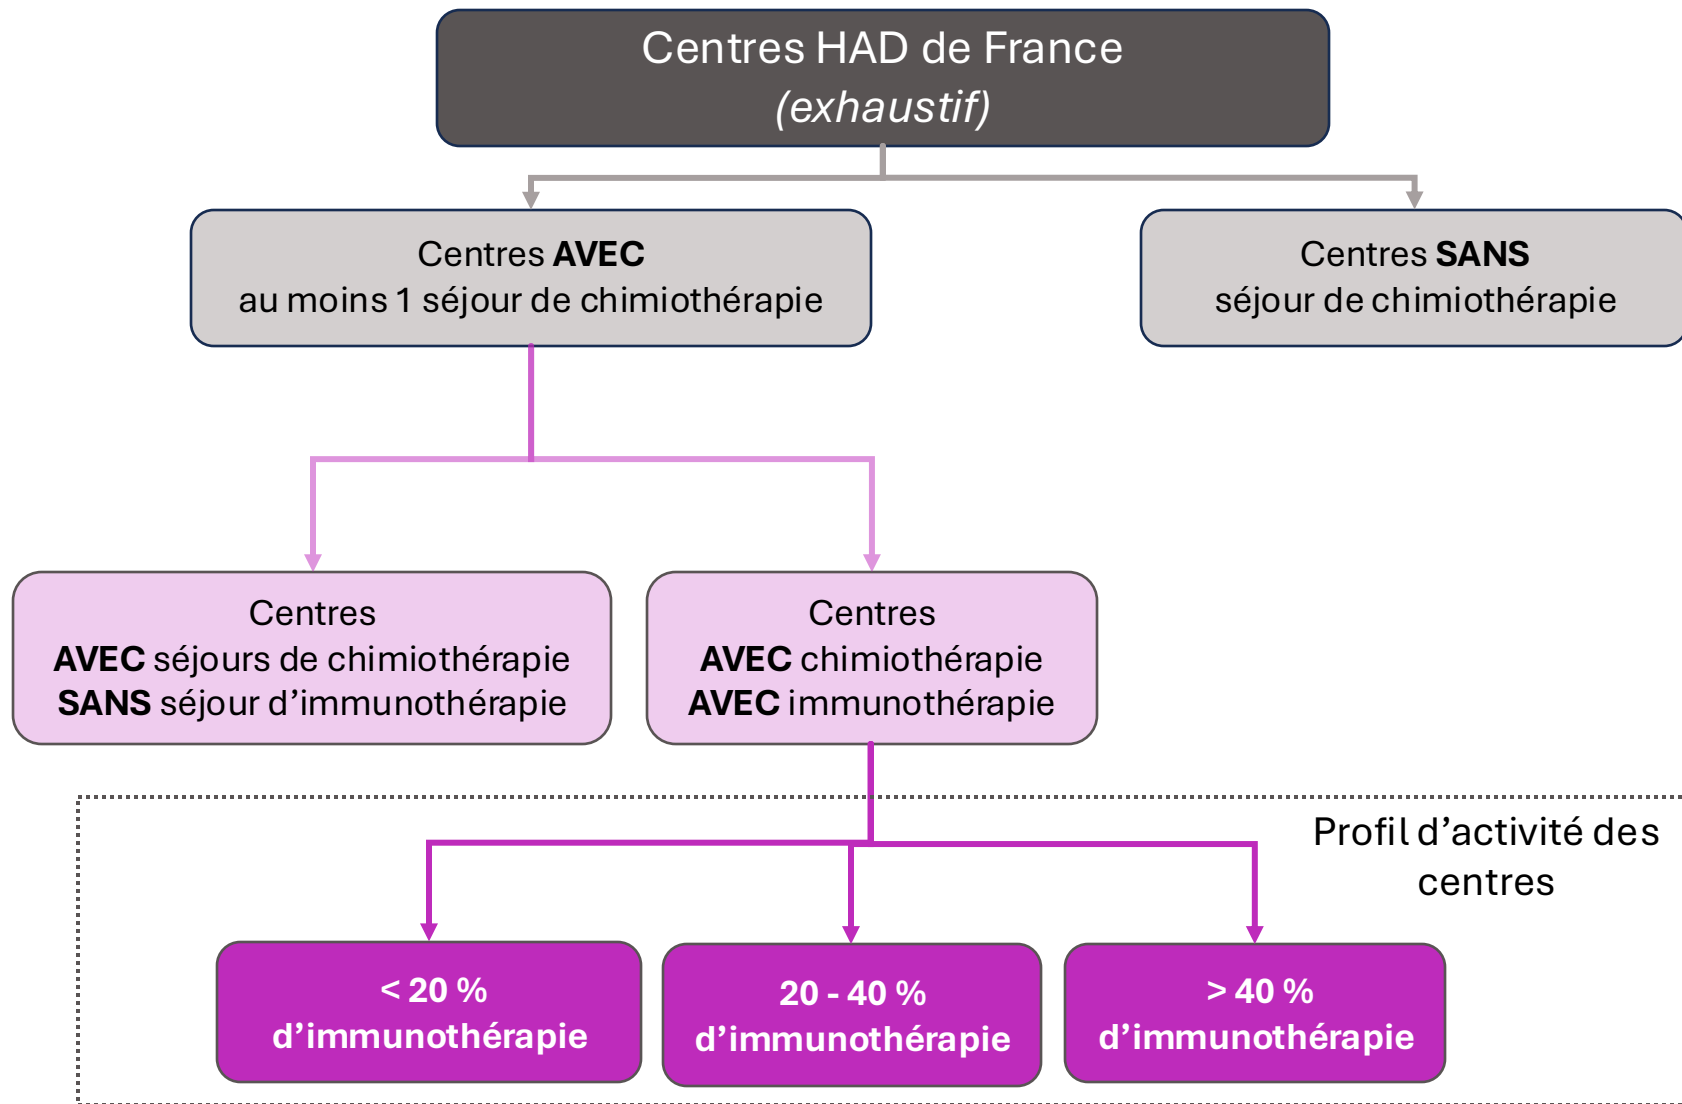 Centres HAD de France
(exhaustif)
Centres AVEC
au moins 1 séjour de chimiothérapie
Centres SANS
séjour de chimiothérapie
Centres
AVEC séjours de chimiothérapie
SANS séjour d’immunothérapie
Centres
AVEC chimiothérapie
AVEC immunothérapie
Profil d’activité des
centres
< 20 %
d’immunothérapie
20 - 40 %
d’immunothérapie
> 40 %
d’immunothérapie